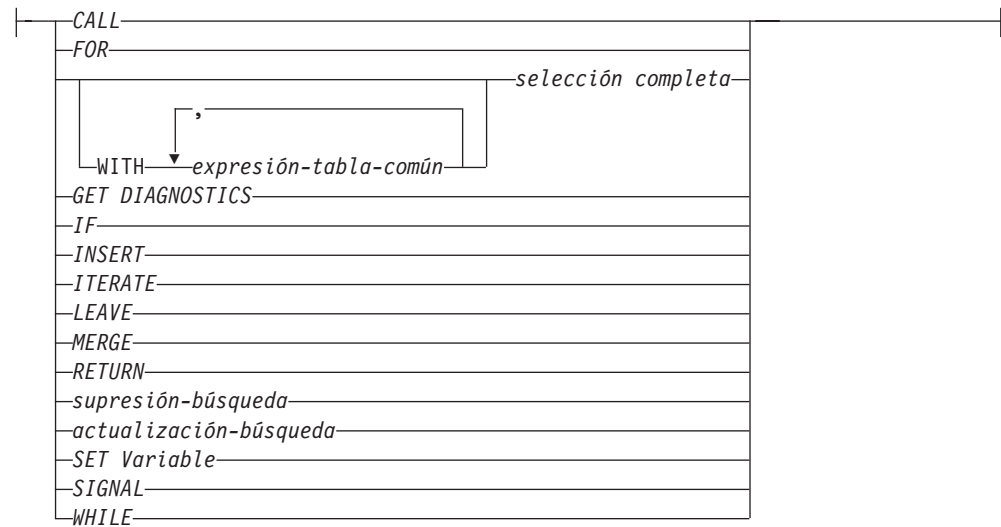 CALL
FOR
selección completa
,
WITH expresión-tabla-común
GET DIAGNOSTICS
IF
INSERT
ITERATE
LEAVE
MERGE
RETURN
supresión-búsqueda
actualización-búsqueda
SET Variable
SIGNAL
WHILE